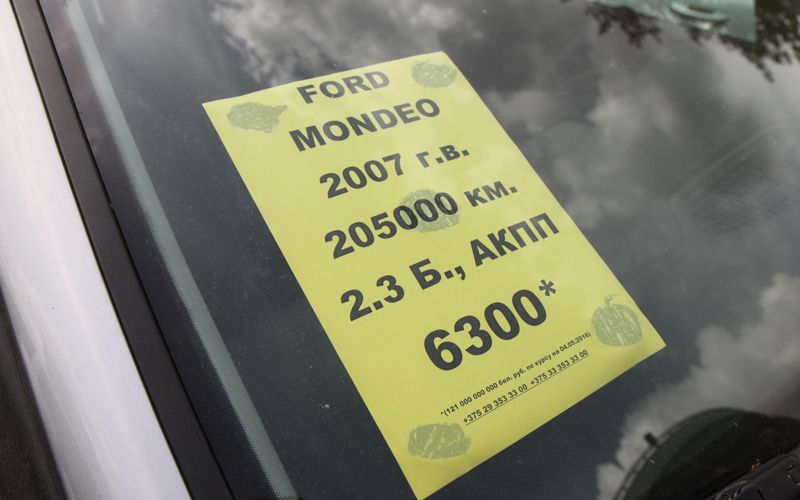 FORD
MONDEO
2007 г.в.
205000 км.
2.3 Б., АКПП
6300*
*(121 000 000 000 бел. руб. по курсу на 04.05.2016)
+375 29 353 33 00 +375 33 353 33 00